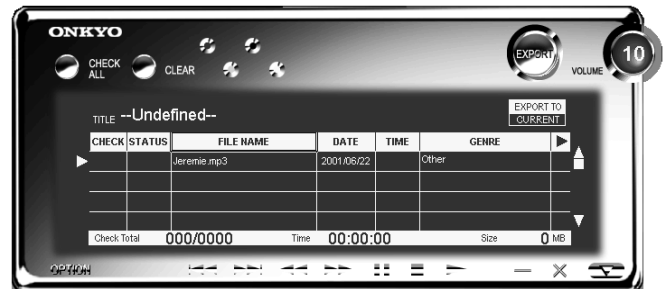 ONKYO
CHECK ALL
CLEAR
EXPORT
VOLUME
10
TITLE --Undefined--
EXPORT TO
CURRENT
CHECK STATUS FILE NAME DATE TIME GENRE
Jeremie.mp3 2001/06/22 Other
Check Total 000/0000 Time 00:00:00 Size 0 MB
OPTION